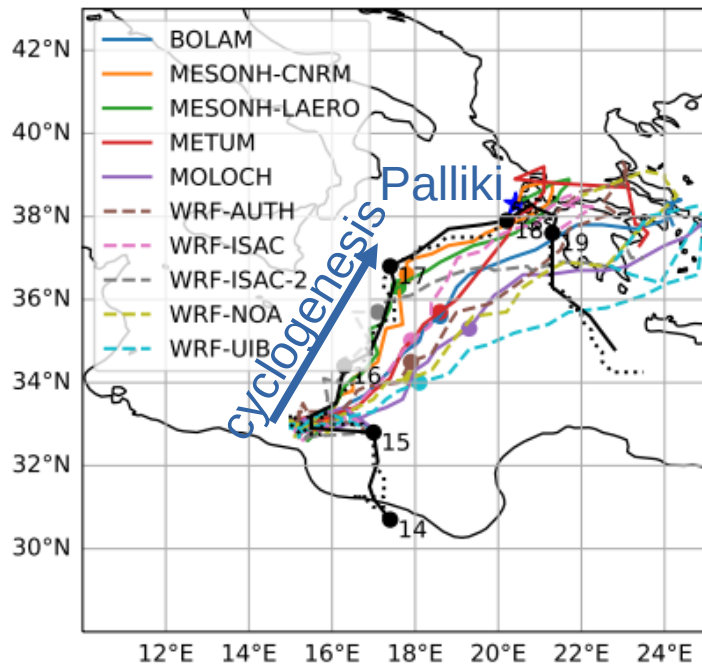 42°N
40°N
38°N
36°N
34°N
32°N
30°N
12°E
14°E
16°E
18°E
20°E
22°E
24°E
BOLAM
MESONH-CNRM
MESONH-LAERO
METUM
MOLOCH
WRF-AUTH
WRF-ISAC
WRF-ISAC-2
WRF-NOA
WRF-UIB
Palliki
cyclogenesis
14
15
16
17
18
19